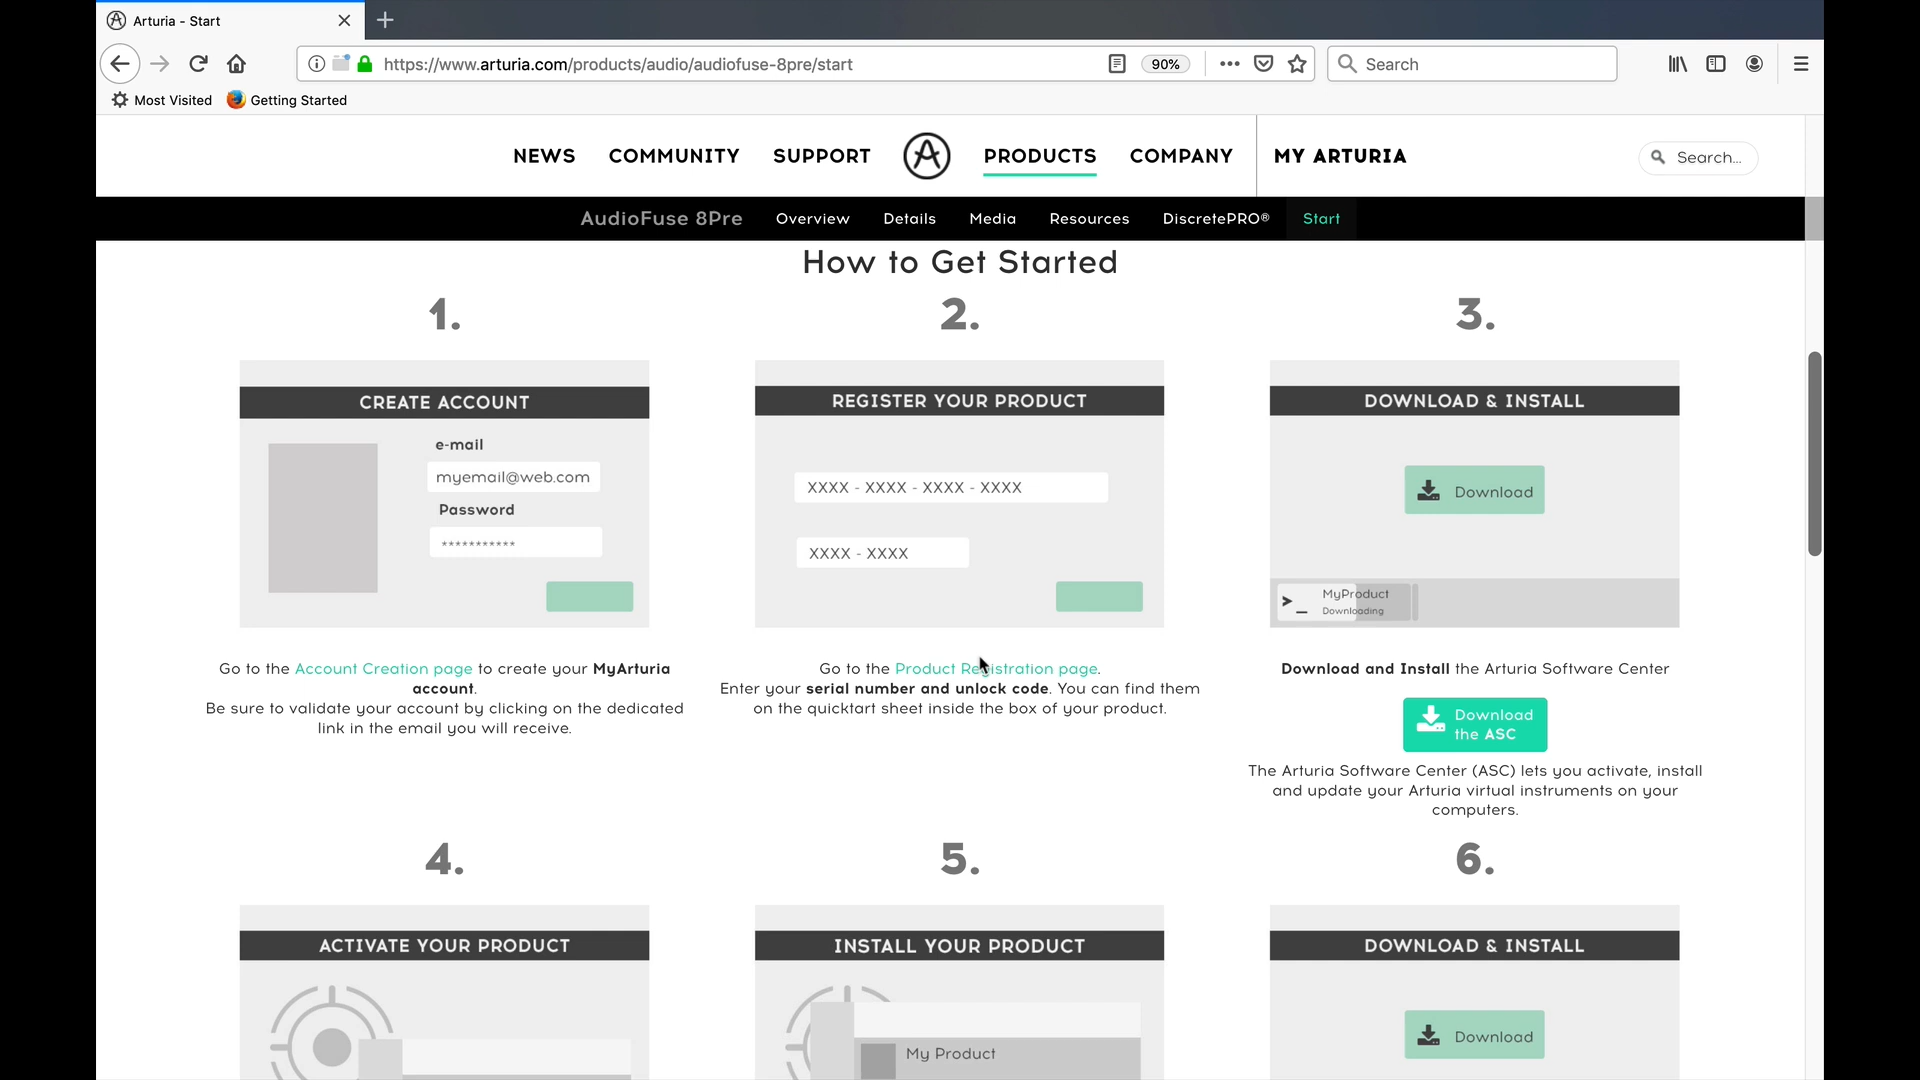 Arturia - Start
https://www.arturia.com/products/audio/audiofuse-8pre/start
90%
Search
Most Visited
Getting Started
NEWS
COMMUNITY
SUPPORT
PRODUCTS
COMPANY
MY ARTURIA
Search...
AudioFuse 8Pre
Overview
Details
Media
Resources
DiscretePRO®
Start
How to Get Started
1.
CREATE ACCOUNT
e-mail
myemail@web.com
Password
***********
Go to the Account Creation page to create your MyArturia
account.
Be sure to validate your account by clicking on the dedicated
link in the email you will receive.
2.
REGISTER YOUR PRODUCT
XXXX - XXXX - XXXX - XXXX
XXXX - XXXX
Go to the Product Registration page.
Enter your serial number and unlock code. You can find them
on the quicktart sheet inside the box of your product.
3.
DOWNLOAD & INSTALL
Download
>_
MyProduct
Downloading
Download and Install the Arturia Software Center
Download
the ASC
The Arturia Software Center (ASC) lets you activate, install
and update your Arturia virtual instruments on your
computers.
4.
ACTIVATE YOUR PRODUCT
5.
INSTALL YOUR PRODUCT
My Product
6.
DOWNLOAD & INSTALL
Download